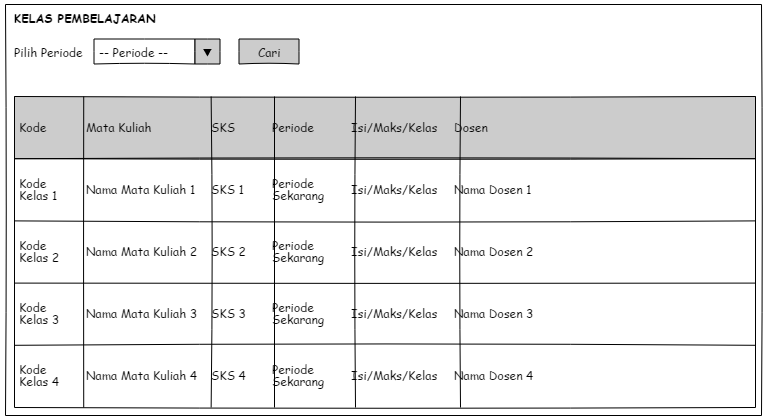 KELAS PEMBELAJARAN
Pilih Periode -- Periode -- ▼ Cari
Kode Mata Kuliah SKS Periode Isi/Maks/Kelas Dosen
Kode Kelas 1 Nama Mata Kuliah 1 SKS 1 Periode Sekarang Isi/Maks/Kelas Nama Dosen 1
Kode Kelas 2 Nama Mata Kuliah 2 SKS 2 Periode Sekarang Isi/Maks/Kelas Nama Dosen 2
Kode Kelas 3 Nama Mata Kuliah 3 SKS 3 Periode Sekarang Isi/Maks/Kelas Nama Dosen 3
Kode Kelas 4 Nama Mata Kuliah 4 SKS 4 Periode Sekarang Isi/Maks/Kelas Nama Dosen 4